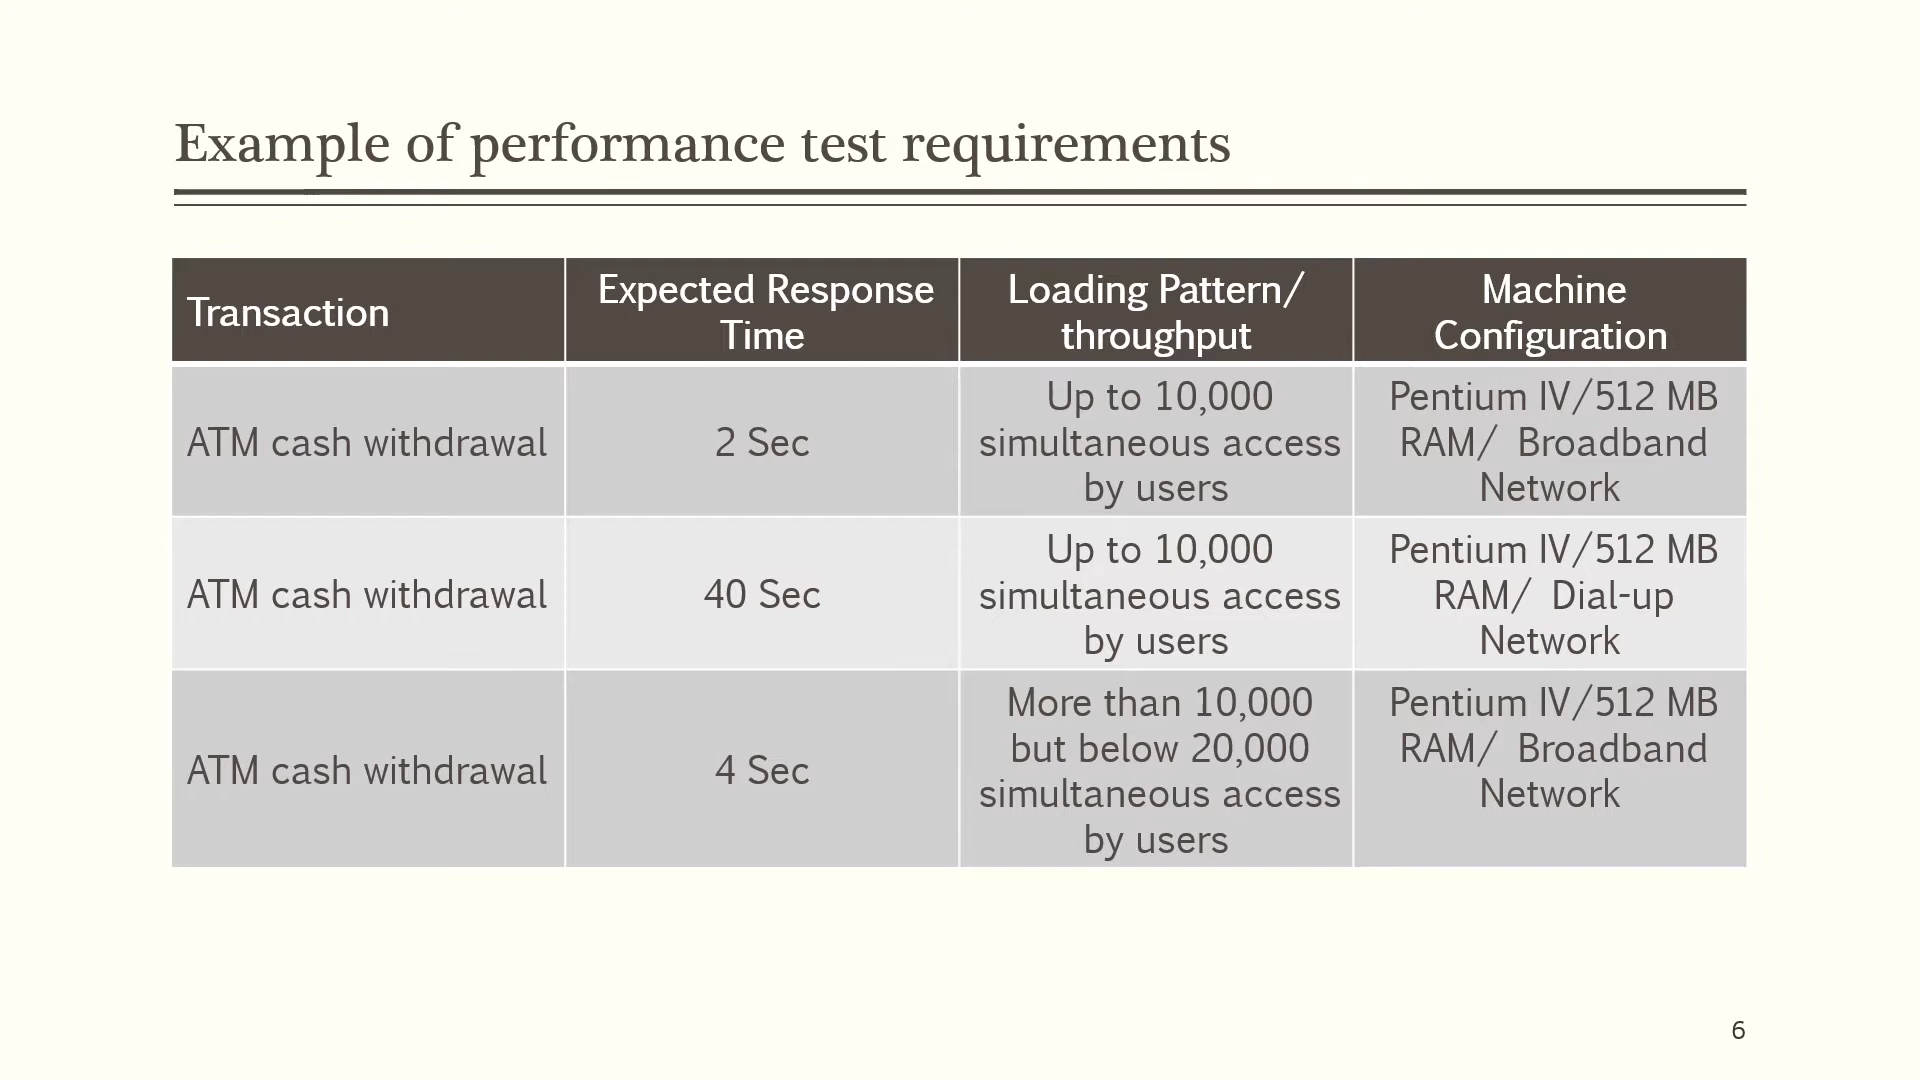 Example of performance test requirements
Transaction
Expected Response
Time
Loading Pattern/
throughput
Machine
Configuration
ATM cash withdrawal
2 Sec
Up to 10,000
simultaneous access
by users
Pentium IV/512 MB
RAM/ Broadband
Network
ATM cash withdrawal
40 Sec
Up to 10,000
simultaneous access
by users
Pentium IV/512 MB
RAM/ Dial-up
Network
ATM cash withdrawal
4 Sec
More than 10,000
but below 20,000
simultaneous access
by users
Pentium IV/512 MB
RAM/ Broadband
Network
6